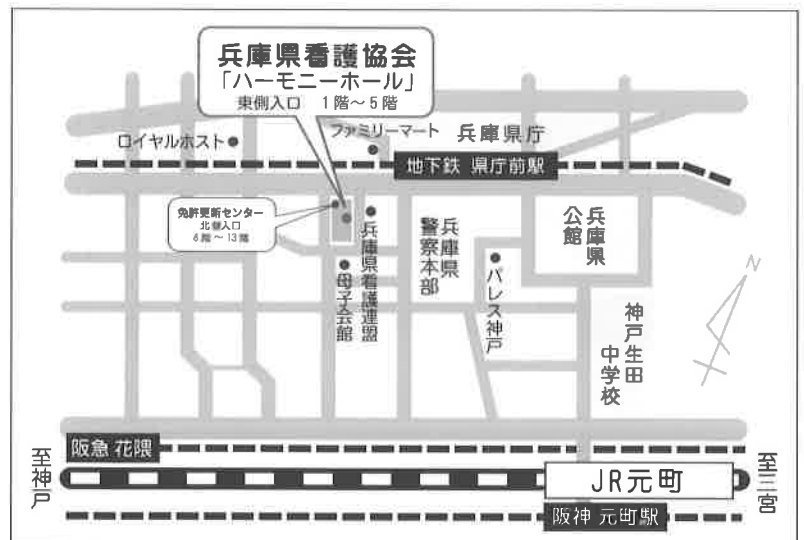 兵庫県看護協会
「ハーモニーホール」
東側入口 1階～5階
ロイヤルホスト
ファミリーマート
兵庫県庁
地下鉄 県庁前駅
免許更新センター
北側入口
6階～13階
兵庫県看護連盟
母子会館
兵庫県
警察本部
パレス神戸
兵庫県
公館
N
神戸生田
中学校
阪急 花隈
至神戸
JR元町
至三宮
阪神 元町駅